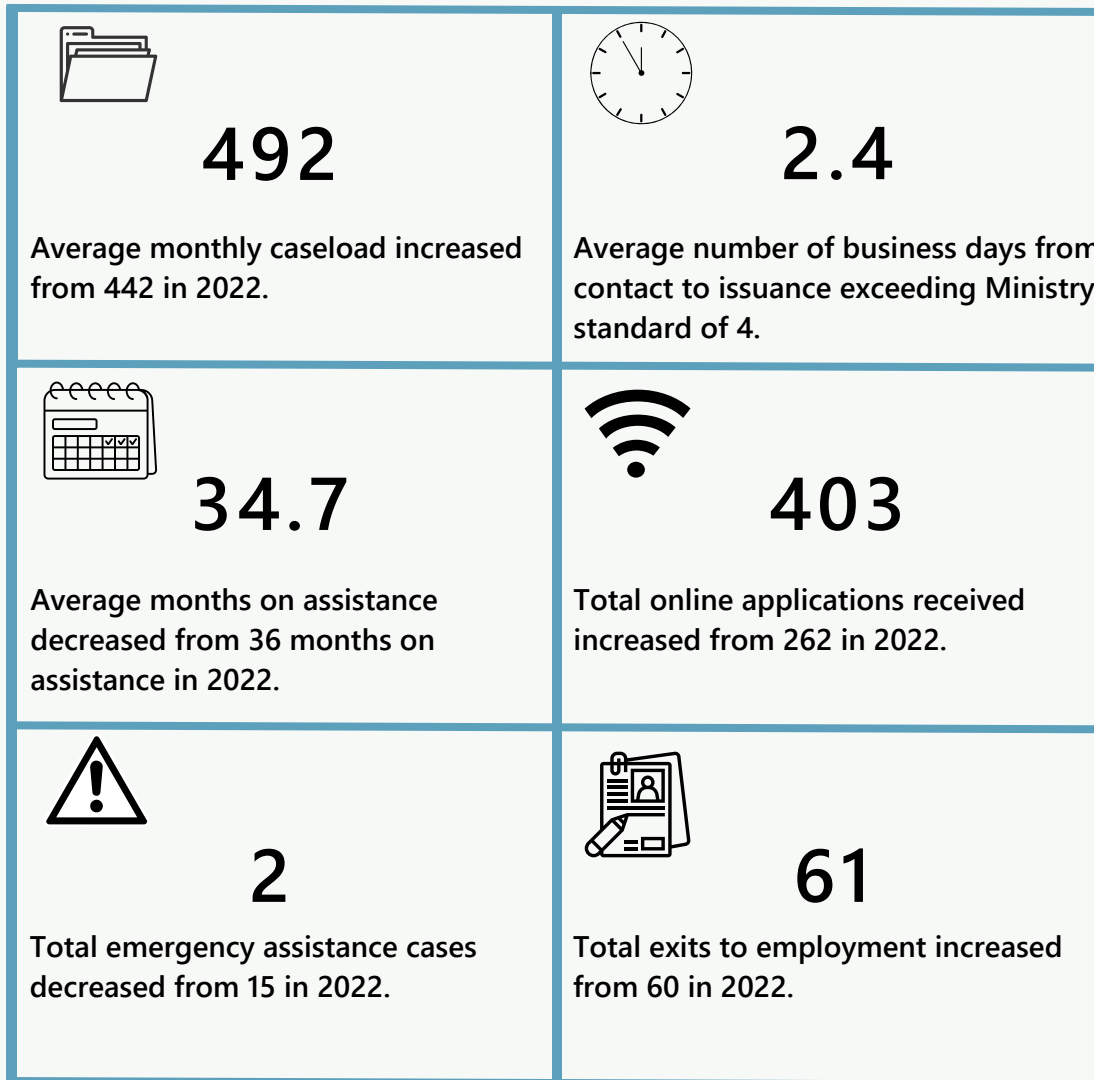 492
Average monthly caseload increased
from 442 in 2022.
2.4
Average number of business days from
contact to issuance exceeding Ministry
standard of 4.
34.7
Average months on assistance
decreased from 36 months on
assistance in 2022.
403
Total online applications received
increased from 262 in 2022.
2
Total emergency assistance cases
decreased from 15 in 2022.
61
Total exits to employment increased
from 60 in 2022.